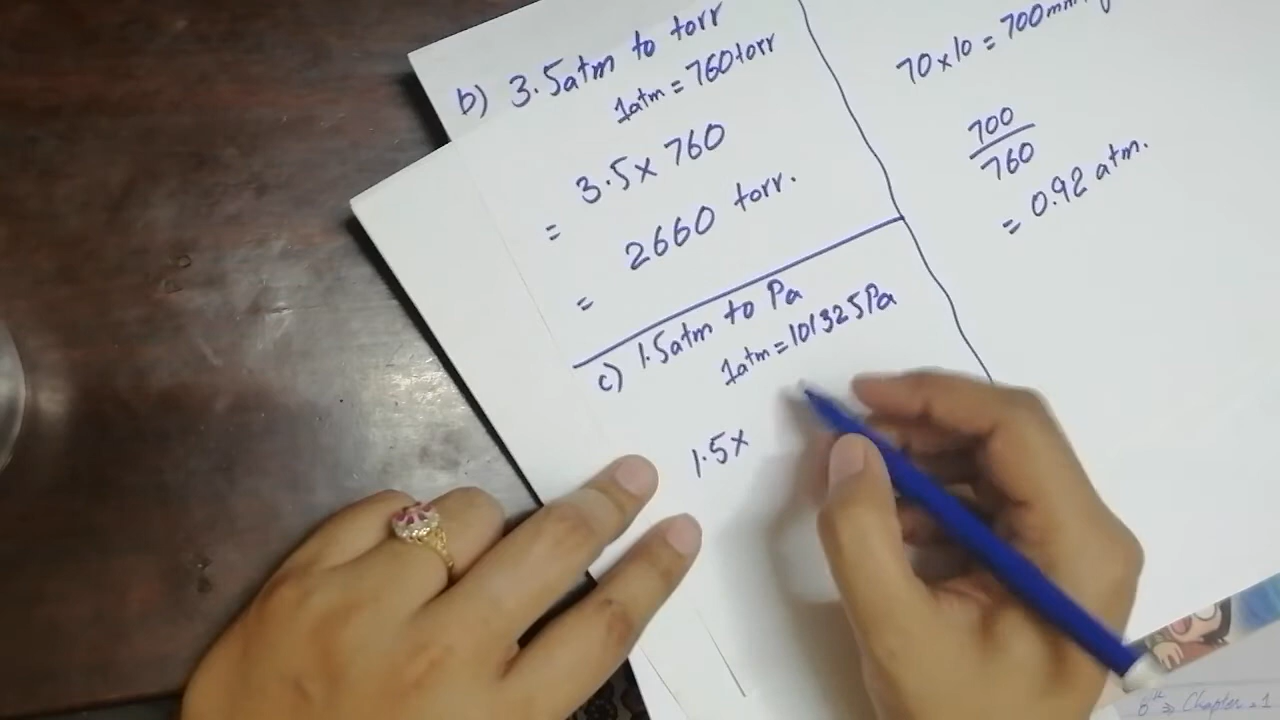 b) 3.5atm to torr
1atm = 760torr
= 3.5 x 760
= 2660 torr.
c) 1.5atm to Pa
1atm = 101325Pa
1.5 x
70 x 10 = 700mm
700
760
= 0.92 atm.
6th Chapter